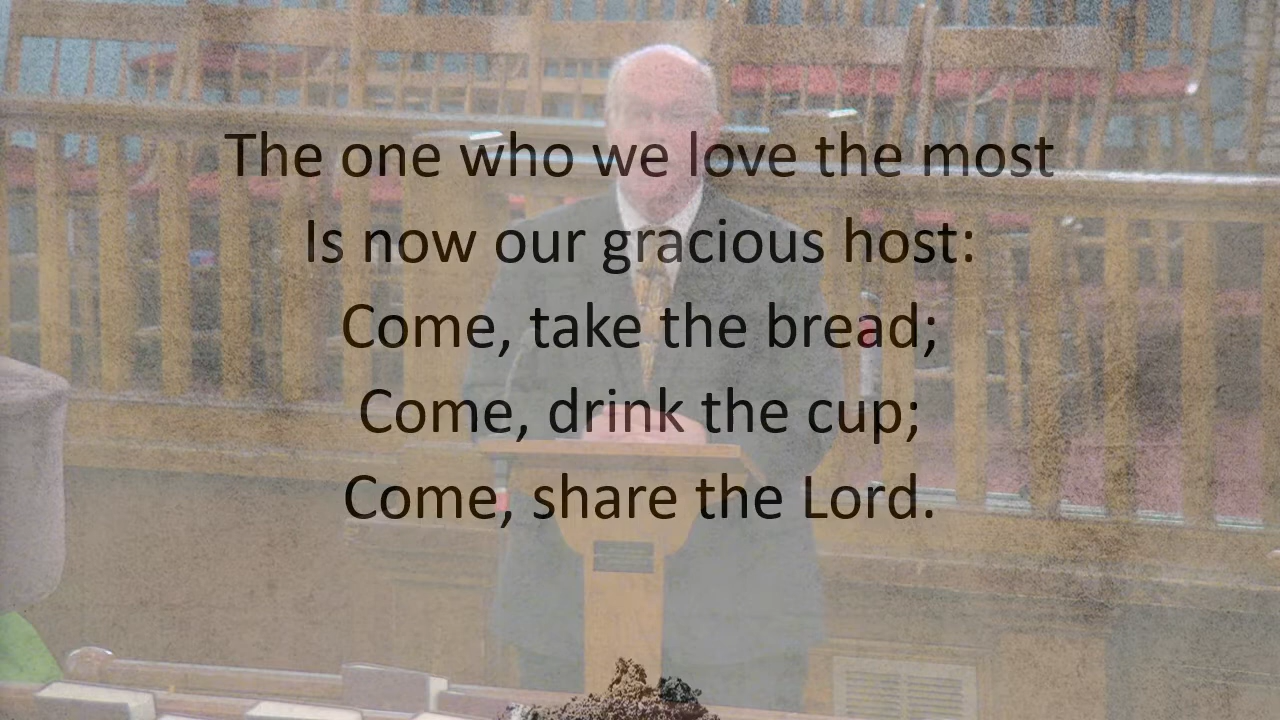 The one who we love the most
Is now our gracious host:
Come, take the bread;
Come, drink the cup;
Come, share the Lord.